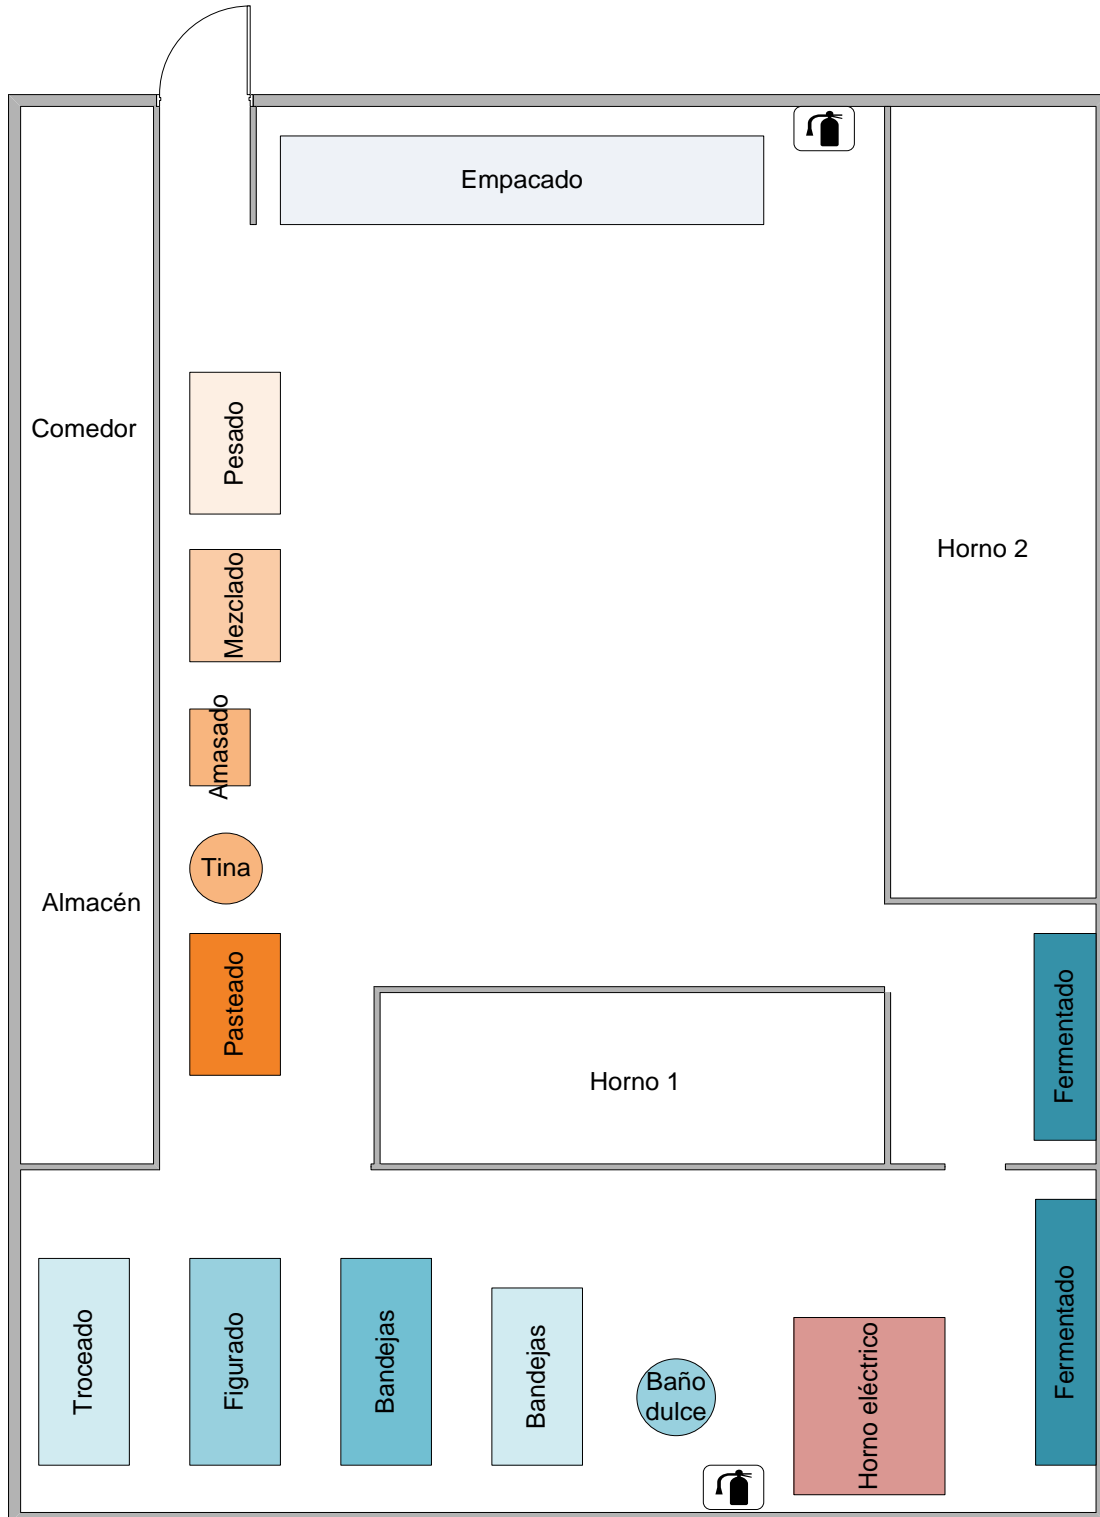 Empacado
Pesado
Comedor
Mezclado
Horno 2
Amasado
Tina
Almacén
Pasteado
Fermentado
Horno 1
Troceado
Figurado
Bandejas
Bandejas
Baño
dulce
Horno eléctrico
Fermentado